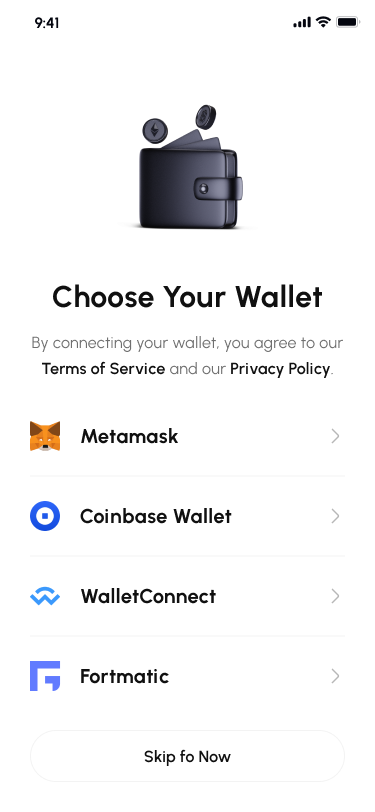 9:41
Choose Your Wallet
By connecting your wallet, you agree to our
Terms of Service and our Privacy Policy.
Metamask
Coinbase Wallet
WalletConnect
Fortmatic
Skip fo Now